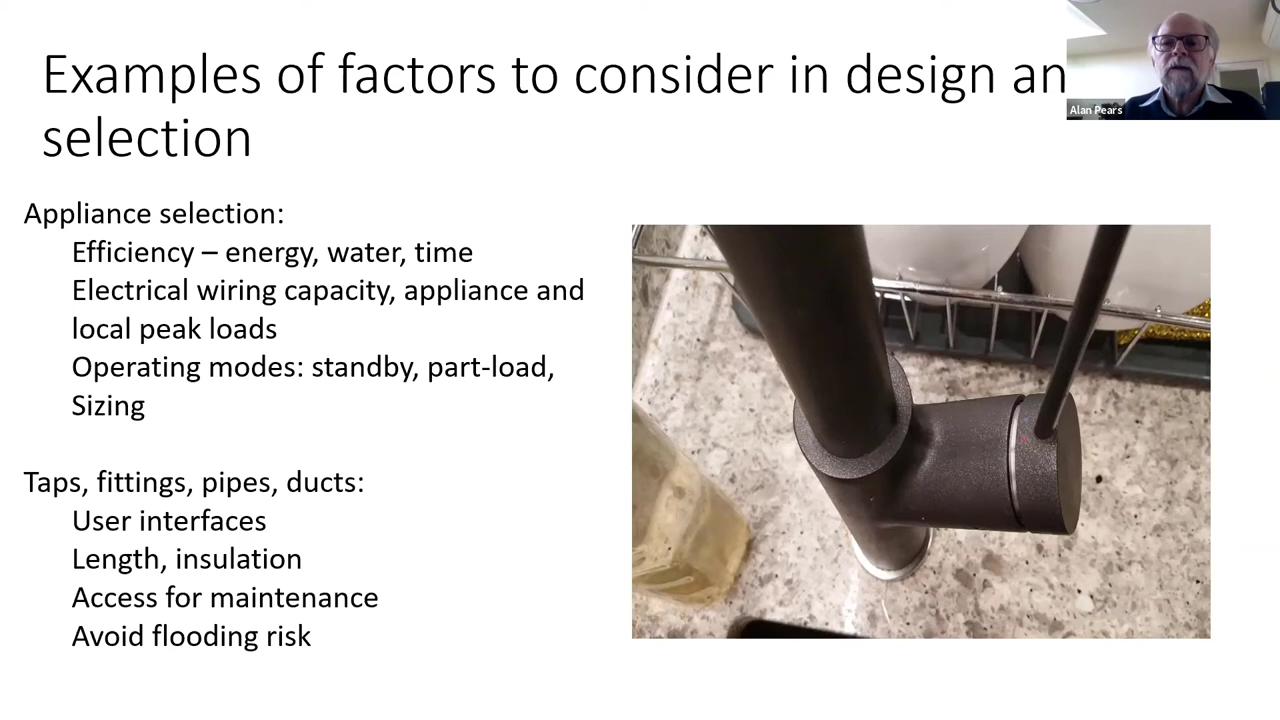 Examples of factors to consider in design an
selection
Alan Pears
Appliance selection:
Efficiency – energy, water, time
Electrical wiring capacity, appliance and
local peak loads
Operating modes: standby, part-load,
Sizing
Taps, fittings, pipes, ducts:
User interfaces
Length, insulation
Access for maintenance
Avoid flooding risk